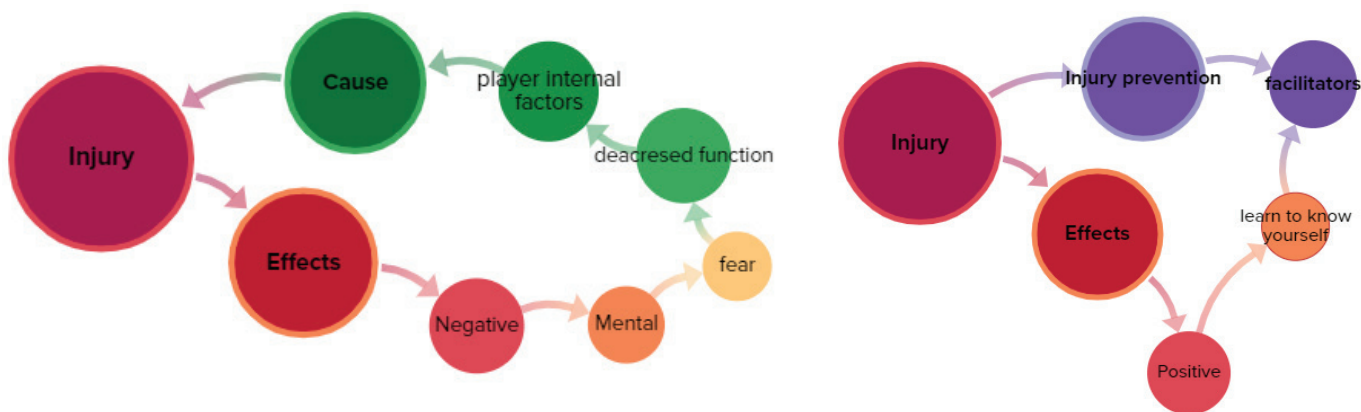 Cause
player internal
factors
Injury
deacresed function
Effects
fear
Negative
Mental
Injury prevention
facilitators
Injury
learn to know
yourself
Effects
Positive